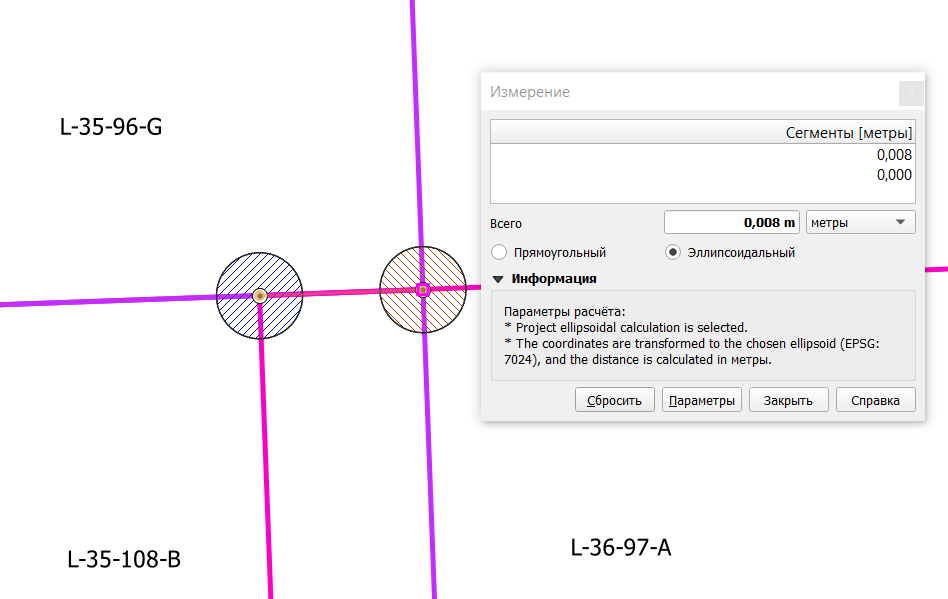 L-35-96-G
Измерение
Сегменты [метры]
0,008
0,000
Всего
0,008 m
метры
Прямоугольный
Эллипсоидальный
Информация
Параметры расчёта:
* Project ellipsoidal calculation is selected.
* The coordinates are transformed to the chosen ellipsoid (EPSG:
7024), and the distance is calculated in метры.
Сбросить
Параметры
Закрыть
Справка
L-35-108-B
L-36-97-A